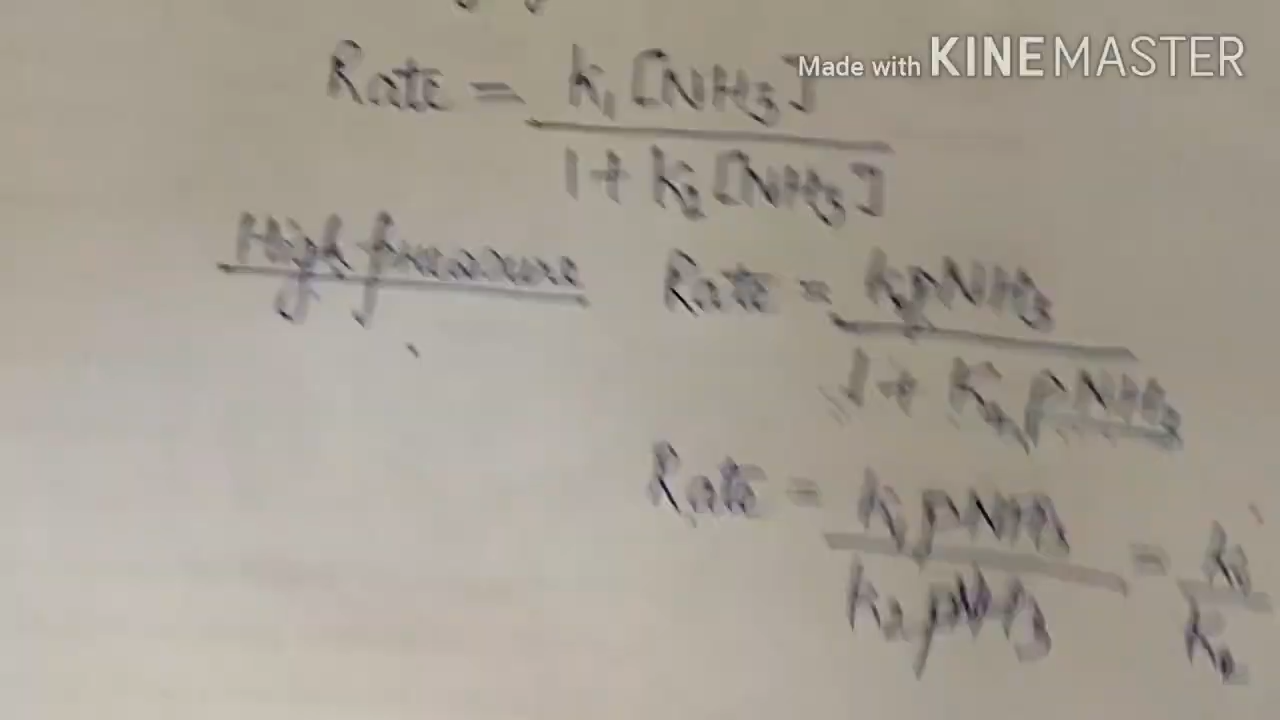 Made with KINEMASTER
Rate = k₁[NH₃] / 1 + k₂[NH₃]
High pressure Rate = k₁pNH₃ / 1 + k₂pNH₃
Rate = k₁pNH₃ / k₂pNH₃ = k₁ / k₂